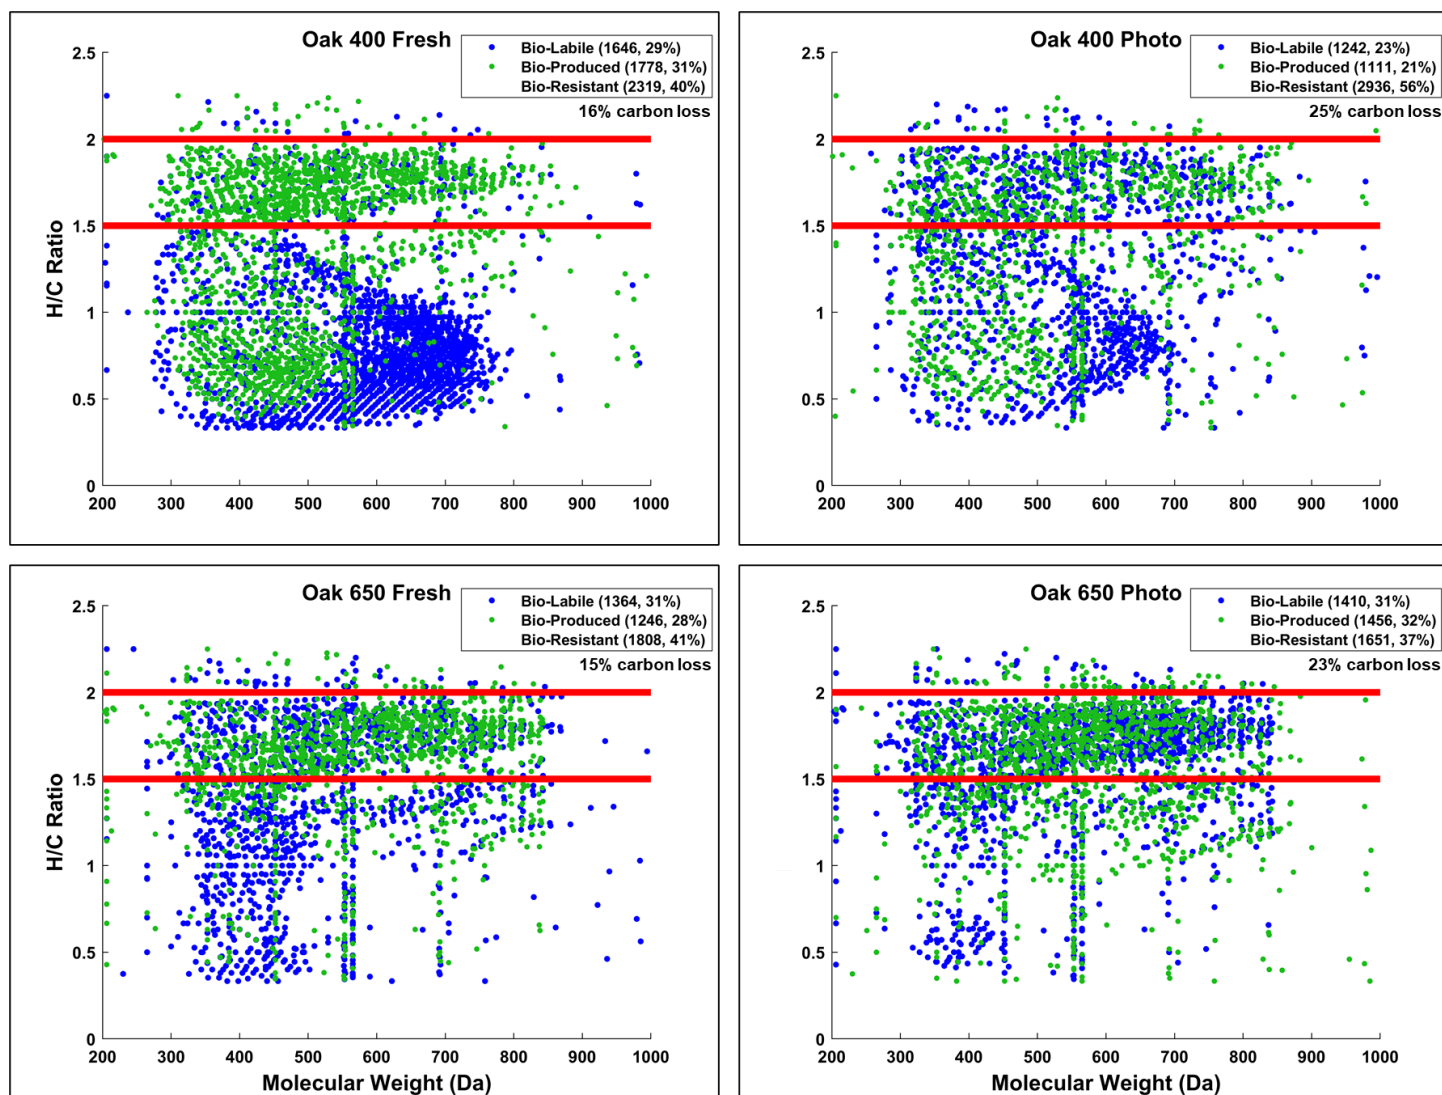 Oak 400 Fresh
Bio-Labile (1646, 29%)
Bio-Produced (1778, 31%)
Bio-Resistant (2319, 40%)
16% carbon loss
H/C Ratio
2.5
2
1.5
1
0.5
0
200 300 400 500 600 700 800 900 1000
Oak 400 Photo
Bio-Labile (1242, 23%)
Bio-Produced (1111, 21%)
Bio-Resistant (2936, 56%)
25% carbon loss
2.5
2
1.5
1
0.5
0
200 300 400 500 600 700 800 900 1000
Oak 650 Fresh
Bio-Labile (1364, 31%)
Bio-Produced (1246, 28%)
Bio-Resistant (1808, 41%)
15% carbon loss
H/C Ratio
2.5
2
1.5
1
0.5
0
200 300 400 500 600 700 800 900 1000
Molecular Weight (Da)
Oak 650 Photo
Bio-Labile (1410, 31%)
Bio-Produced (1456, 32%)
Bio-Resistant (1651, 37%)
23% carbon loss
2.5
2
1.5
1
0.5
0
200 300 400 500 600 700 800 900 1000
Molecular Weight (Da)